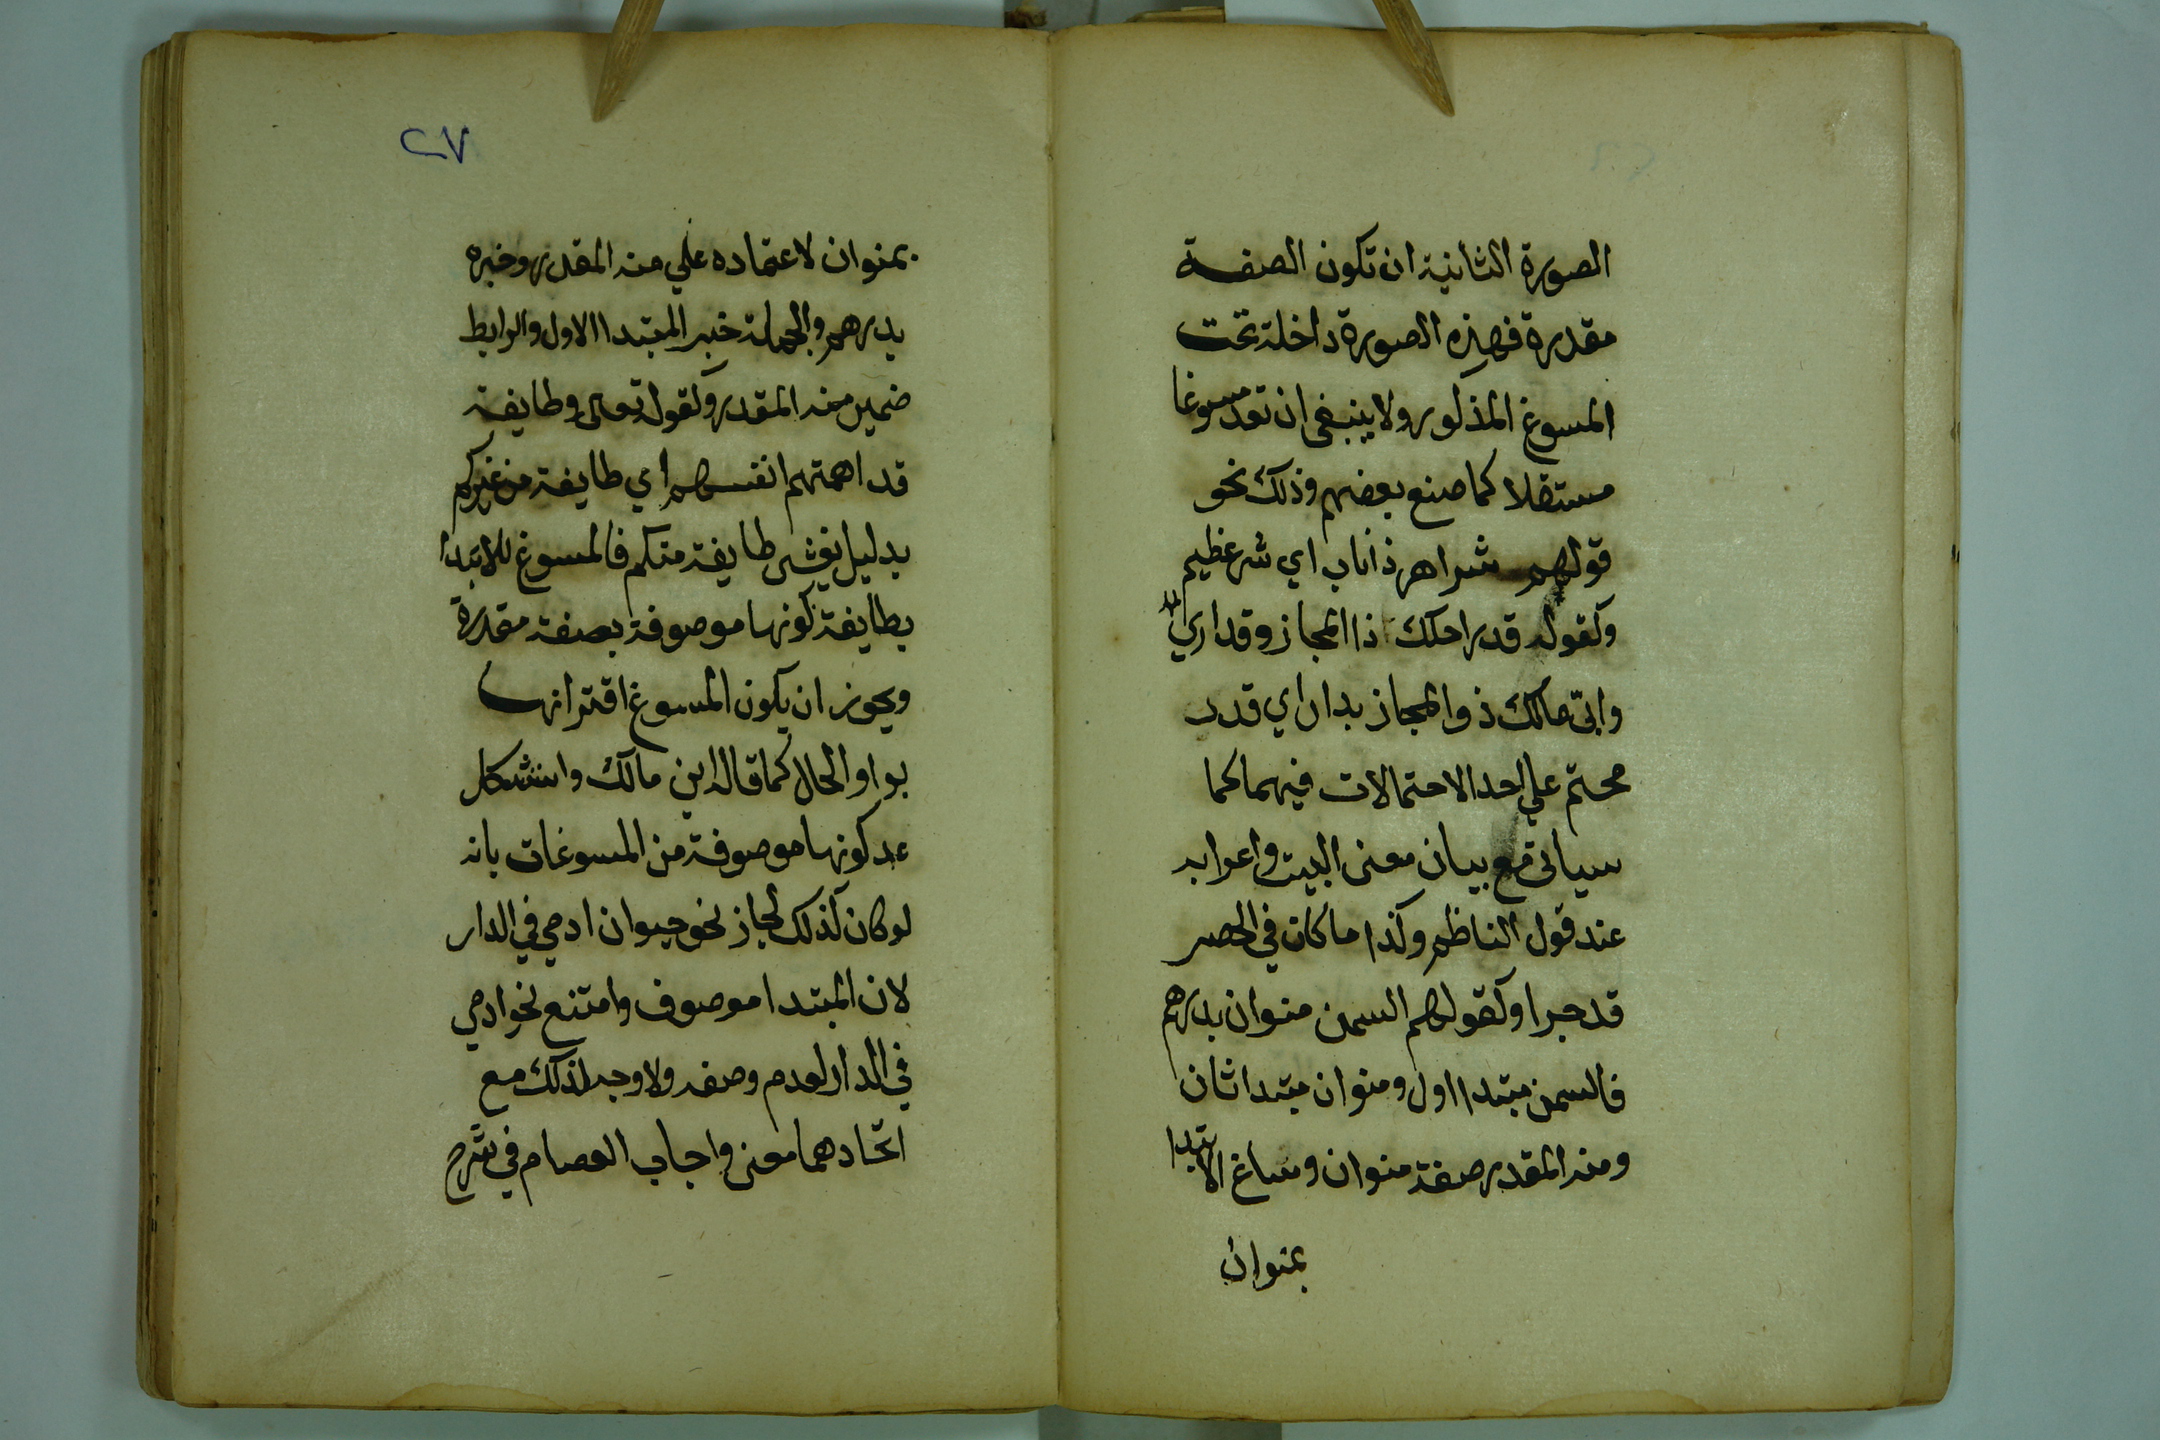 الصورة الثانية ان تكون الصفة
مقدرة فهذه الصورة داخلة تحت
المسوغ المذكور ولا ينبغي ان تعد مسوغا
مستقلا كما صنع بعضهم وذلك نحو
قولهم شر اهر ذا ناب اي شر عظيم
وكقوله قدر احلك ذا المجاز وقد اري
وابيّ مالك ذو المجاز بدار اي قدر
محتم علي احد الاحتمالات فيهما كما
سياتي مع بيان معنى البيت واعرابه
عند قول الناظم وكذا ما كان في الحصر
قد جرا وكقولهم السمن منوان بدرهم
فالسمن مبتدا اول ومنوان مبتدا ثان
ومنه المقدر صفة منوان وساغ الابتدا
بمنوان
٢٧
بمنوان لاعتماده علي منه المقدر وخبره
بدرهم والجملة خبر المبتدا الاول والرابط
ضمير منه المقدر وكقوله تعالى وطايفة
قد اهمتهم انفسهم اي طايفة من غيركم
بدليل يغشى طايفة منكم فالمسوغ للابتدا
بطايفة كونها موصوفة بصفة مقدرة
ويجوز ان يكون المسوغ اقترانها
بواو الحال كما قاله ابن مالك واستشكل
عد كونها موصوفة من المسوغات بانه
لو كان كذلك لجاز نحو حيوان ادمي في الدار
لان المبتدا موصوف وامتنع نحو ادمي
في الدار لعدم وصفه ولا وجه لذلك مع
اتحادهما معنى واجاب العصام في شرح